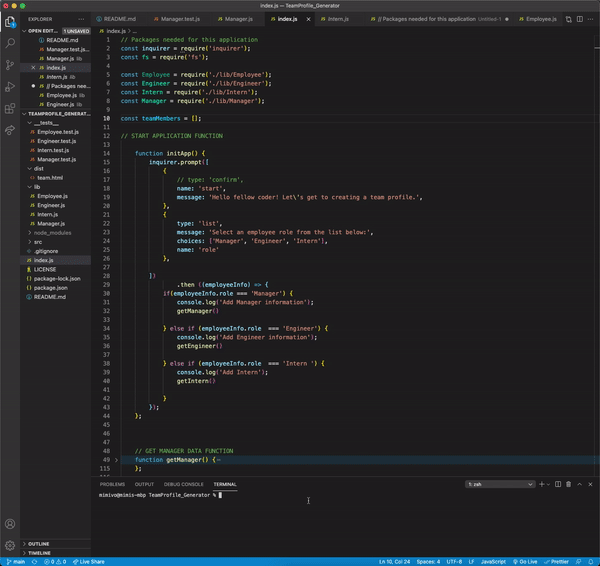 index.js — TeamProfile_Generator
EXPLORER
README.md
Manager.test.js
Manager.js
index.js
Intern.js
// Packages needed for this application Untitled-1
Employee.js
OPEN EDIT... 1 UNSAVED
README.md
Manager.test.js...
Manager.js lib
index.js
Intern.js lib
// Packages nee...
Employee.js lib
Engineer.js lib
TEAMPROFILE_GENERAT...
__tests__
Employee.test.js
Engineer.test.js
Intern.test.js
Manager.test.js
dist
team.html
lib
Employee.js
Engineer.js
Intern.js
Manager.js
node_modules
src
.gitignore
index.js
LICENSE
package-lock.json
package.json
README.md
OUTLINE
TIMELINE
index.js > ...
1 // Packages needed for this application
2 const inquirer = require('inquirer');
3 const fs = require('fs');
4
5 const Employee = require('./lib/Employee');
6 const Engineer = require('./lib/Engineer');
7 const Intern = require('./lib/Intern');
8 const Manager = require('./lib/Manager');
9
10 const teamMembers = [];
11
12 // START APPLICATION FUNCTION
13
14 function initApp() {
15 inquirer.prompt([
16 {
17 // type: 'confirm',
18 name: 'start',
19 message: 'Hello fellow coder! Let\'s get to creating a team profile.',
20 },
21 {
22 type: 'list',
23 message: 'Select an employee role from the list below:',
24 choices: ['Manager', 'Engineer', 'Intern'],
25 name: 'role'
26 },
27
28 ])
29 .then ((employeeInfo) => {
30 if(employeeInfo.role === 'Manager') {
31 console.log('Add Manager information');
32 getManager()
33
34 } else if (employeeInfo.role === 'Engineer') {
35 console.log('Add Engineer information');
36 getEngineer()
37
38 } else if (employeeInfo.role === 'Intern ') {
39 console.log('Add Intern');
40 getIntern()
41
42 }
43 });
44 };
45
46
47
48 // GET MANAGER DATA FUNCTION
49 function getManager() {
115 };
PROBLEMS OUTPUT DEBUG CONSOLE TERMINAL
1: zsh
mimivo@mimis-mbp TeamProfile_Generator %
main
0 0
Live Share
Ln 10, Col 24
Spaces: 4
UTF-8
LF
JavaScript
Go Live
Prettier